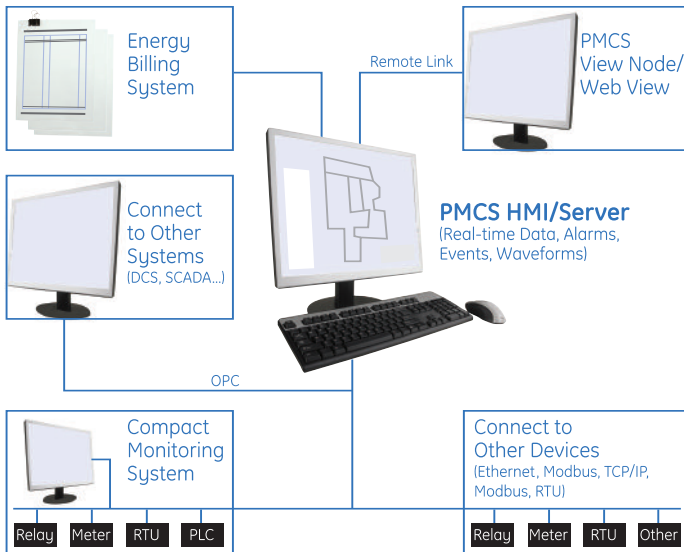 Energy
Billing
System
Remote Link
PMCS
View Node/
Web View
Connect
to Other
Systems
(DCS, SCADA...)
PMCS HMI/Server
(Real-time Data, Alarms,
Events, Waveforms)
OPC
Compact
Monitoring
System
Relay Meter RTU PLC
Connect to
Other Devices
(Ethernet, Modbus, TCP/IP,
Modbus, RTU)
Relay Meter RTU Other